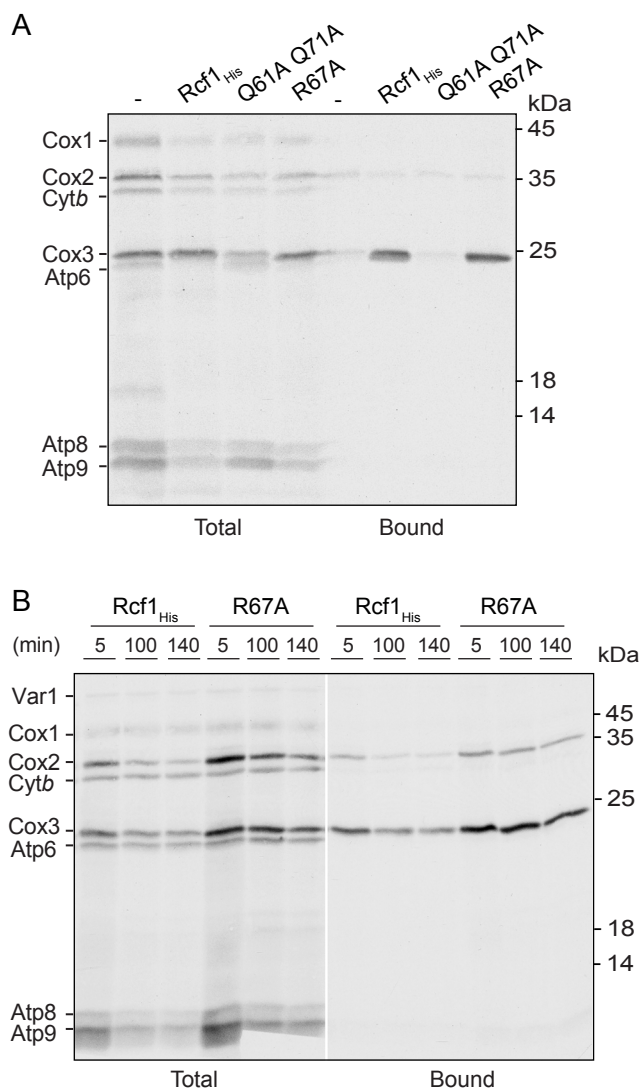 A
- Rcf1His Q61A Q71A R67A - Rcf1His Q61A Q71A R67A
kDa
Cox1
Cox2
Cytb
Cox3
Atp6
Atp8
Atp9
45
35
25
18
14
Total Bound
B
Rcf1His R67A Rcf1His R67A
(min) 5 100 140 5 100 140 5 100 140 5 100 140
kDa
Var1
Cox1
Cox2
Cytb
Cox3
Atp6
Atp8
Atp9
45
35
25
18
14
Total Bound